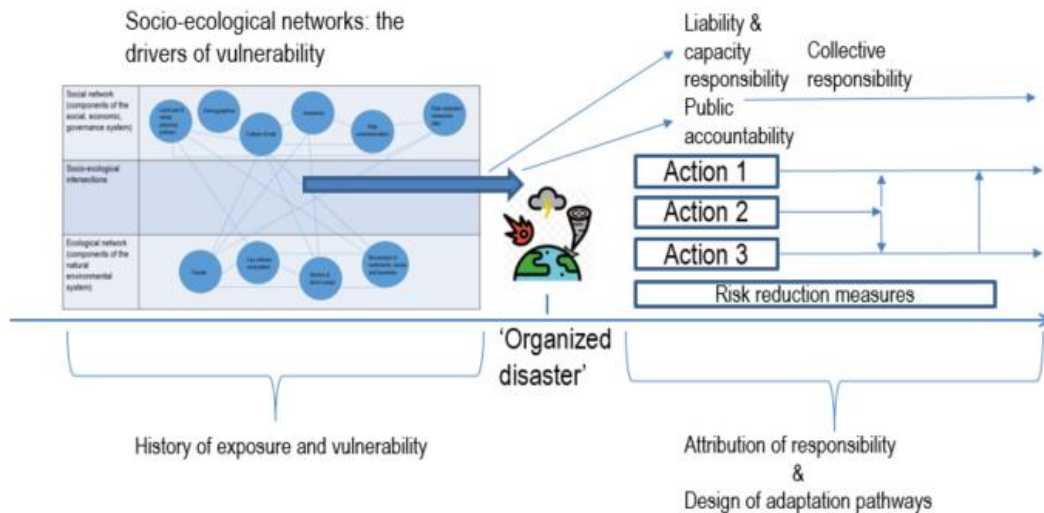 Socio-ecological networks: the
drivers of vulnerability
Social network
(components of the
social, economic,
governance system)
Demographics
Culture of risk
Risk
communication
Socio-ecological
intersections
Ecological network
(components of the
natural
environmental
system)
Floods
Liability &
capacity
responsibility
Collective
responsibility
Public
accountability
Action 1
Action 2
Action 3
Risk reduction measures
'Organized
disaster'
History of exposure and vulnerability
Attribution of responsibility
&
Design of adaptation pathways